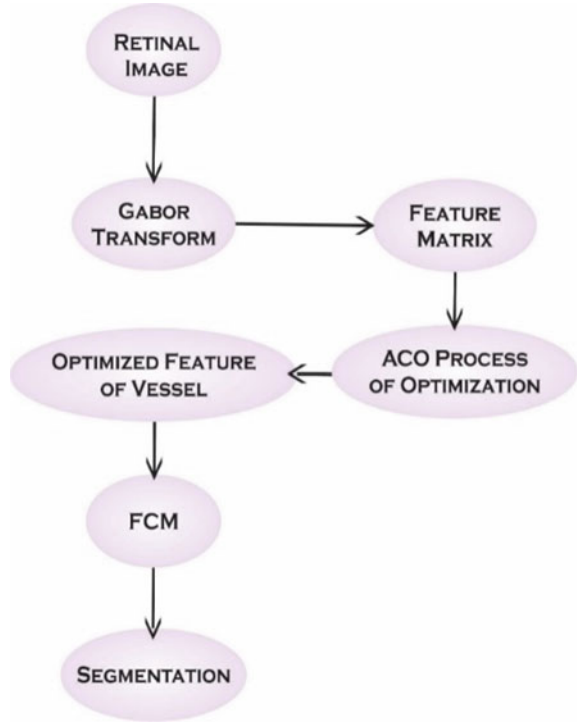 RETINAL
IMAGE
GABOR
TRANSFORM
FEATURE
MATRIX
ACO PROCESS
OF OPTIMIZATION
OPTIMIZED FEATURE
OF VESSEL
FCM
SEGMENTATION